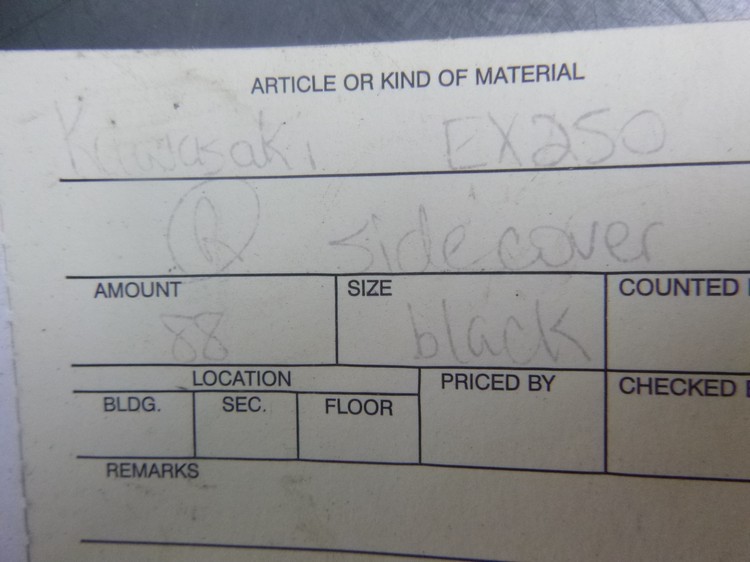 ARTICLE OR KIND OF MATERIAL
Kawasaki EX250
R side cover
AMOUNT SIZE COUNTED
88 black
LOCATION PRICED BY CHECKED
BLDG. SEC. FLOOR
REMARKS